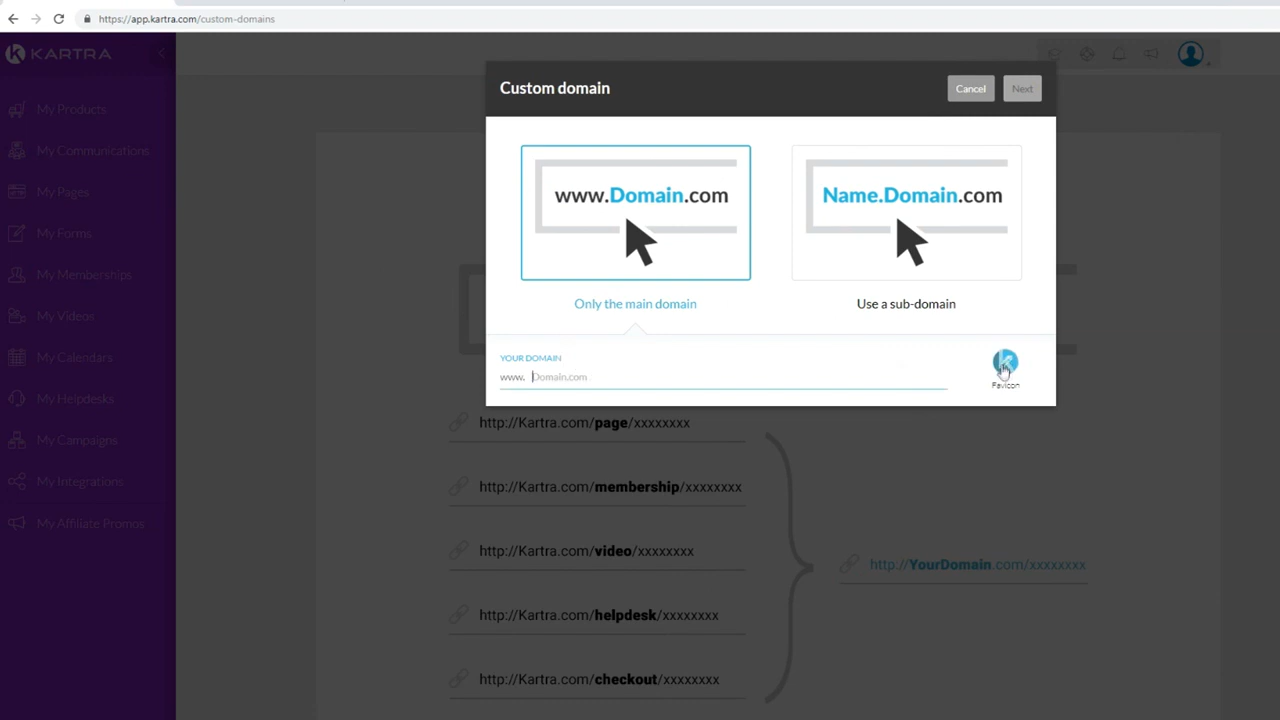 https://app.kartra.com/custom-domains
KARTRA
My Products
My Communications
My Pages
My Forms
My Memberships
My Videos
My Calendars
My Helpdesks
My Campaigns
My Integrations
My Affiliate Promos
Custom domain
Cancel
Next
www.Domain.com
Name.Domain.com
Only the main domain
Use a sub-domain
YOUR DOMAIN
www. Domain.com
Favicon
http://Kartra.com/page/xxxxxxxx
http://Kartra.com/membership/xxxxxxxx
http://Kartra.com/video/xxxxxxxx
http://Kartra.com/helpdesk/xxxxxxxx
http://Kartra.com/checkout/xxxxxxxx
http://YourDomain.com/xxxxxxxx